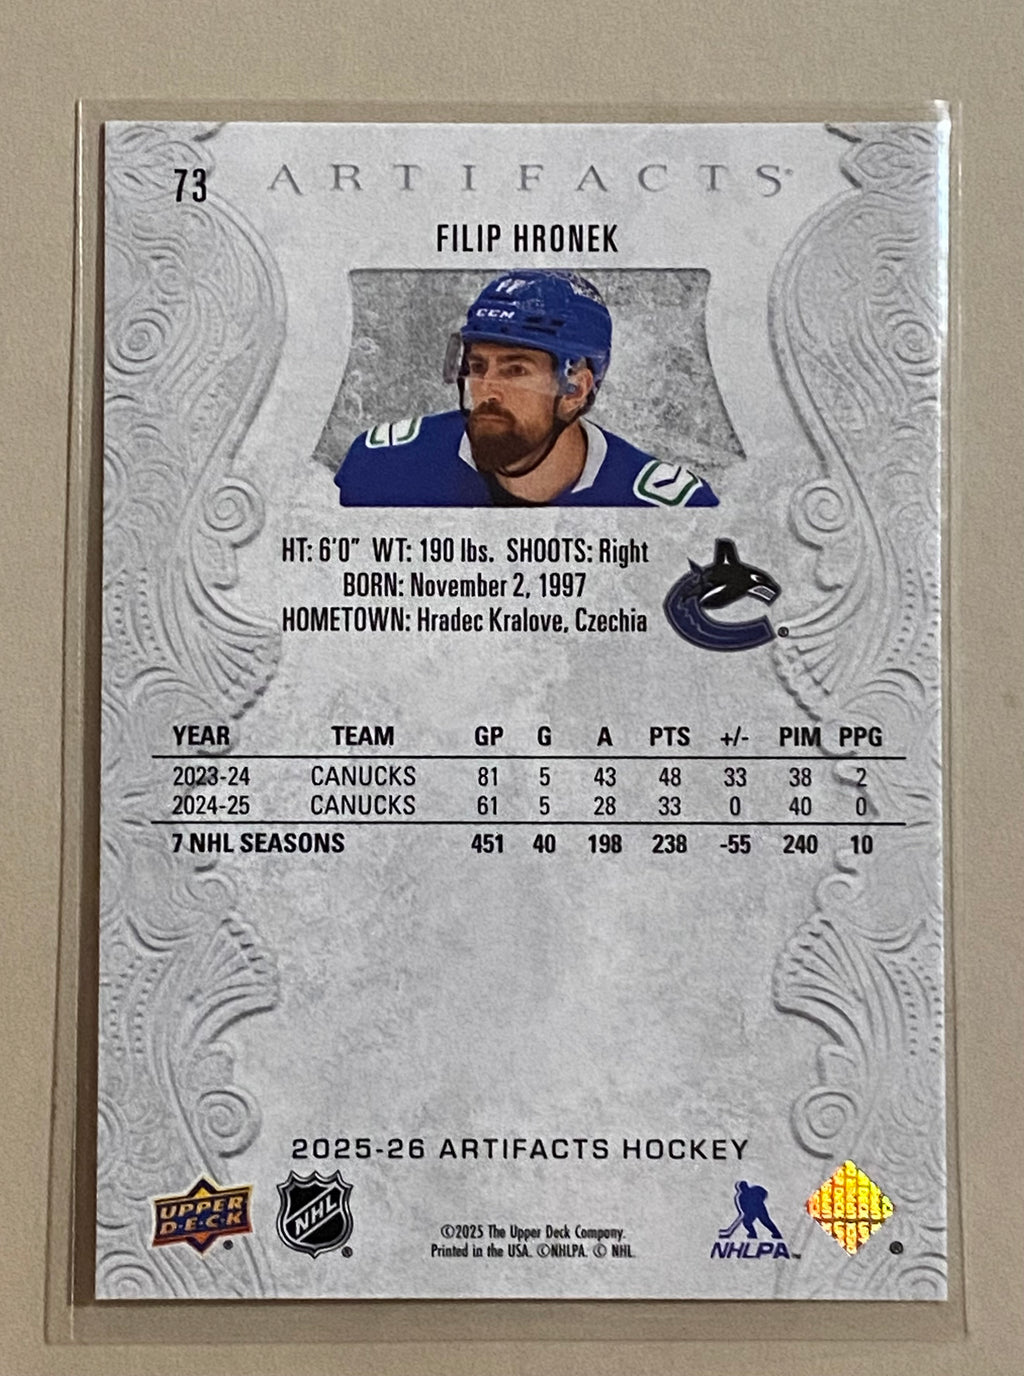 73
ARTIFACTS®
FILIP HRONEK
CCM
HT: 6'0" WT: 190 lbs. SHOOTS: Right
BORN: November 2, 1997
HOMETOWN: Hradec Kralove, Czechia
®
YEAR TEAM GP G A PTS +/- PIM PPG
2023-24 CANUCKS 81 5 43 48 33 38 2
2024-25 CANUCKS 61 5 28 33 0 40 0
7 NHL SEASONS 451 40 198 238 -55 240 10
2025-26 ARTIFACTS HOCKEY
UPPER
DECK®
NHL®
©2025 The Upper Deck Company.
Printed in the USA. ©NHLPA. © NHL.
NHLPA™
®